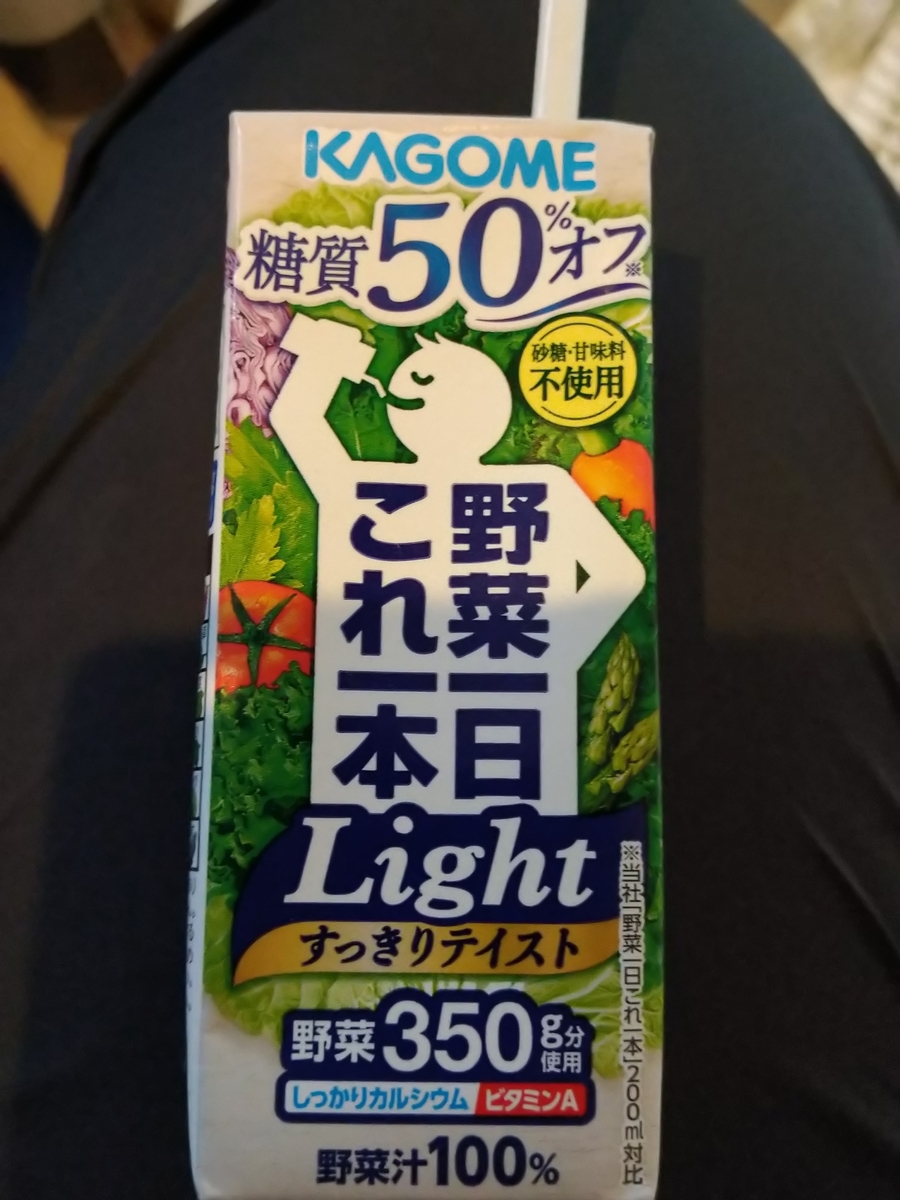 KAGOME
糖質50%オフ※
砂糖・甘味料
不使用
野菜一日
これ一本
Light
すっきりテイスト
野菜350g分
使用
しっかりカルシウム ビタミンA
野菜汁100%
※当社「野菜一日これ一本」200ml対比